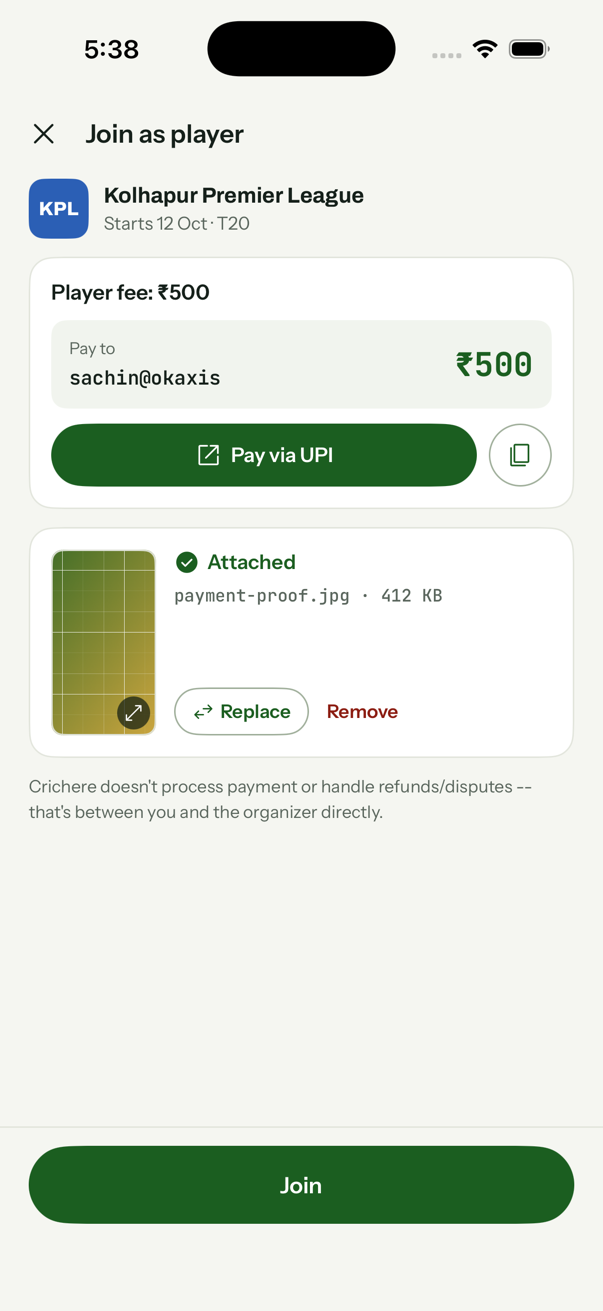 5:38
Join as player
KPL
Kolhapur Premier League
Starts 12 Oct · T20
Player fee: ₹500
Pay to
sachin@okaxis
₹500
Pay via UPI
Attached
payment-proof.jpg · 412 KB
Replace
Remove
Crichere doesn't process payment or handle refunds/disputes --
that's between you and the organizer directly.
Join